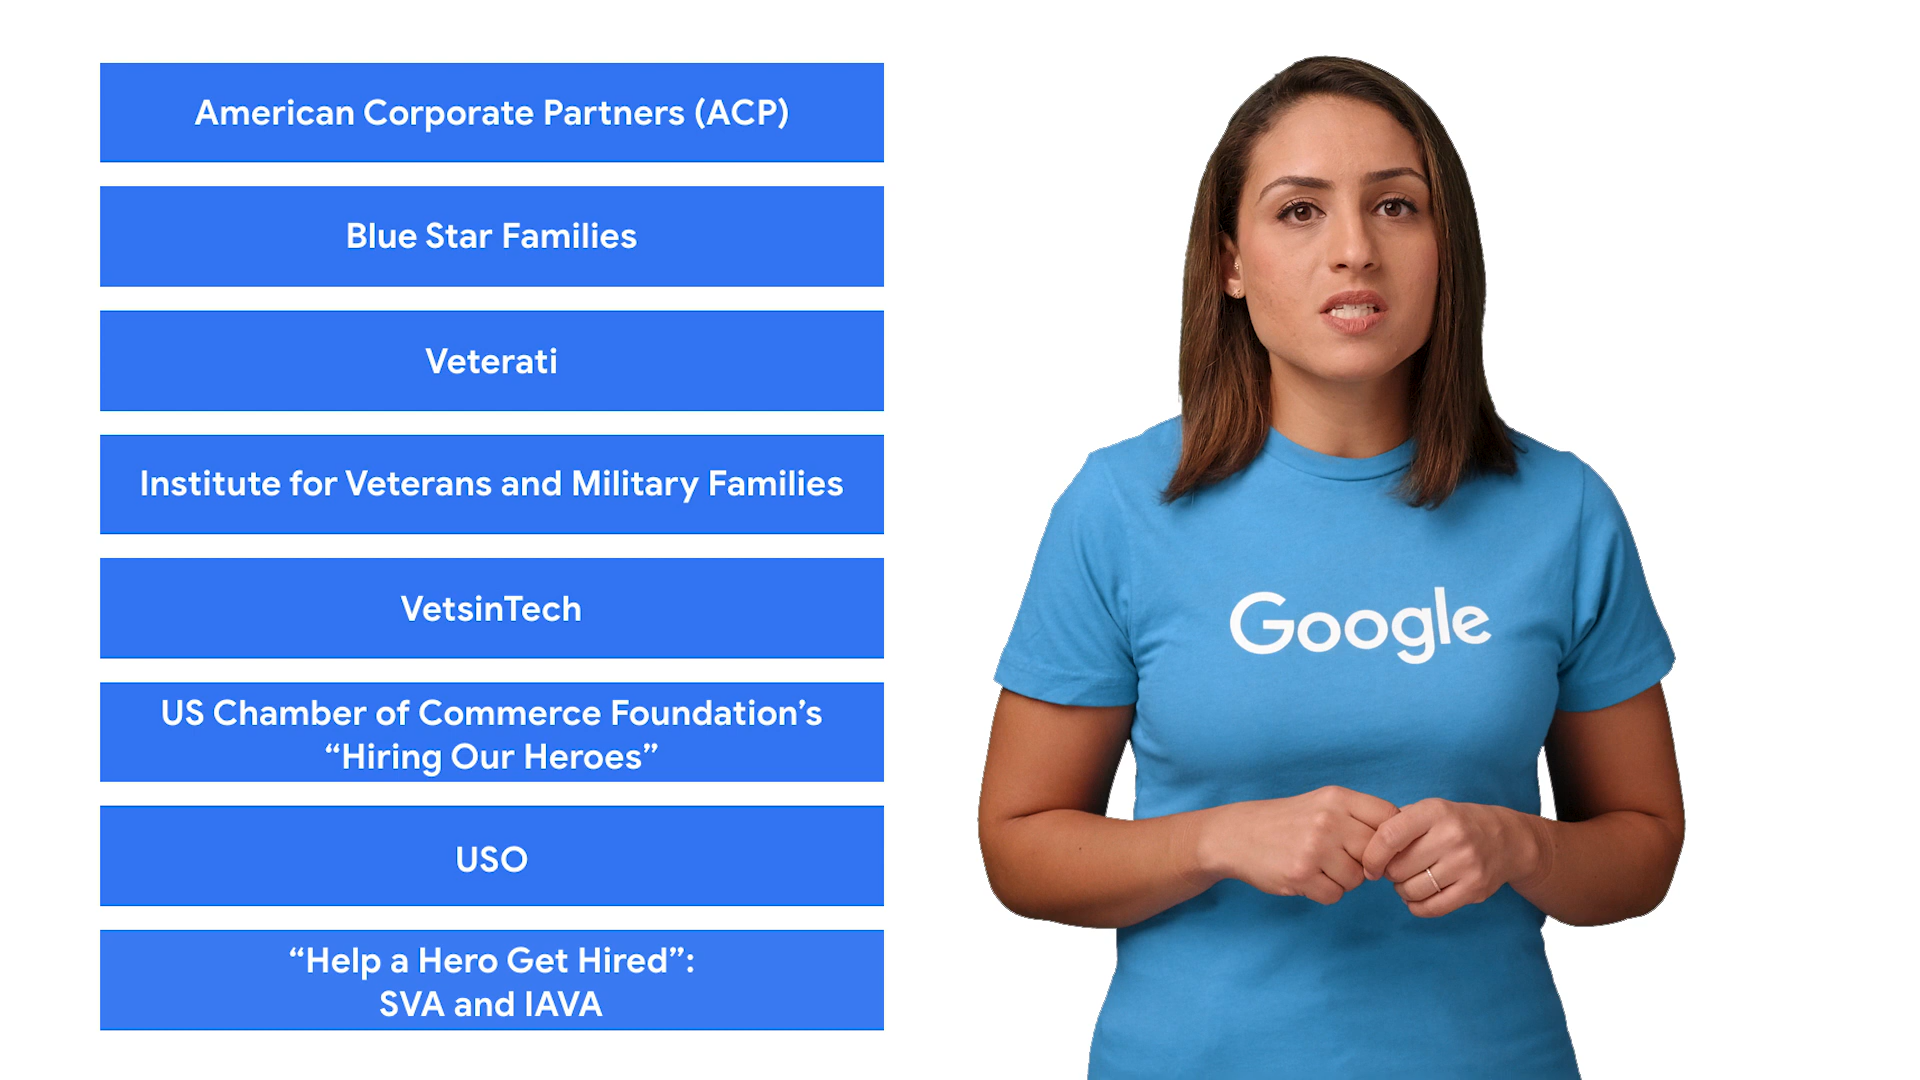 American Corporate Partners (ACP)
Blue Star Families
Veterati
Institute for Veterans and Military Families
VetsinTech
US Chamber of Commerce Foundation’s
“Hiring Our Heroes”
USO
“Help a Hero Get Hired”:
SVA and IAVA
Google